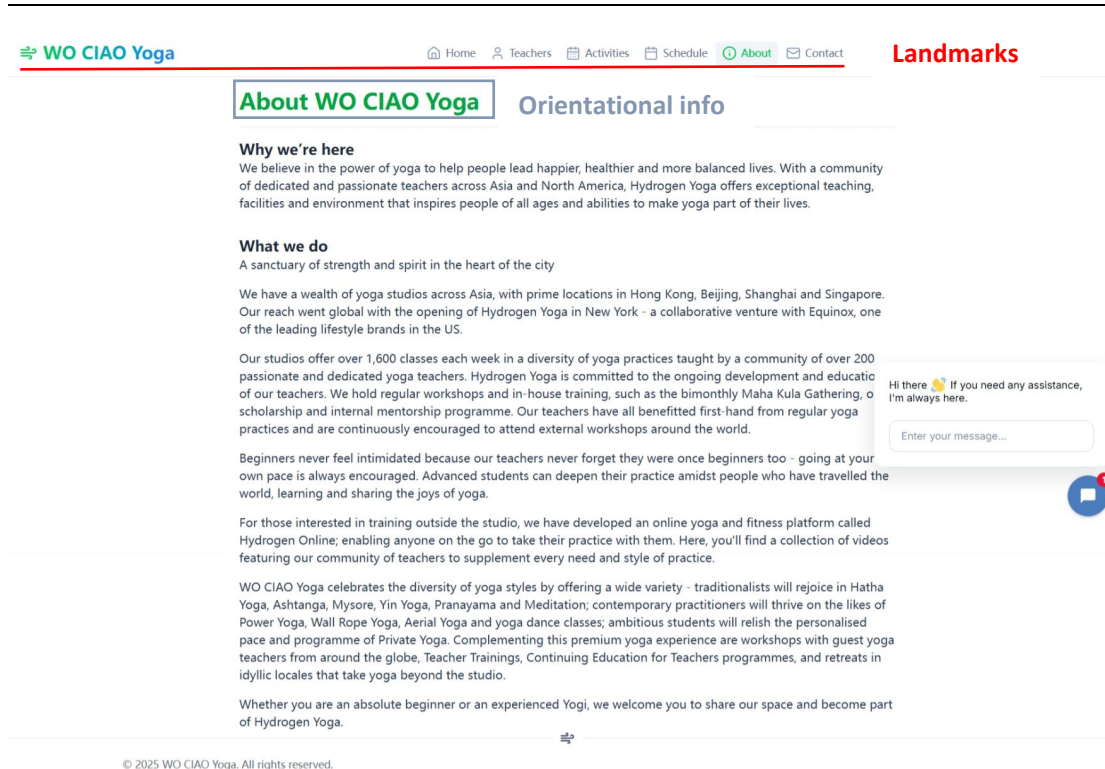 WO CIAO Yoga
Home Teachers Activities Schedule About Contact
Landmarks
About WO CIAO Yoga
Orientational info
Why we're here
We believe in the power of yoga to help people lead happier, healthier and more balanced lives. With a community
of dedicated and passionate teachers across Asia and North America, Hydrogen Yoga offers exceptional teaching,
facilities and environment that inspires people of all ages and abilities to make yoga part of their lives.
What we do
A sanctuary of strength and spirit in the heart of the city
We have a wealth of yoga studios across Asia, with prime locations in Hong Kong, Beijing, Shanghai and Singapore.
Our reach went global with the opening of Hydrogen Yoga in New York - a collaborative venture with Equinox, one
of the leading lifestyle brands in the US.
Our studios offer over 1,600 classes each week in a diversity of yoga practices taught by a community of over 200
passionate and dedicated yoga teachers. Hydrogen Yoga is committed to the ongoing development and educatio
of our teachers. We hold regular workshops and in-house training, such as the bimonthly Maha Kula Gathering, o
scholarship and internal mentorship programme. Our teachers have all benefitted first-hand from regular yoga
practices and are continuously encouraged to attend external workshops around the world.
Beginners never feel intimidated because our teachers never forget they were once beginners too - going at your
own pace is always encouraged. Advanced students can deepen their practice amidst people who have travelled the
world, learning and sharing the joys of yoga.
For those interested in training outside the studio, we have developed an online yoga and fitness platform called
Hydrogen Online; enabling anyone on the go to take their practice with them. Here, you'll find a collection of videos
featuring our community of teachers to supplement every need and style of practice.
WO CIAO Yoga celebrates the diversity of yoga styles by offering a wide variety - traditionalists will rejoice in Hatha
Yoga, Ashtanga, Mysore, Yin Yoga, Pranayama and Meditation; contemporary practitioners will thrive on the likes of
Power Yoga, Wall Rope Yoga, Aerial Yoga and yoga dance classes; ambitious students will relish the personalised
pace and programme of Private Yoga. Complementing this premium yoga experience are workshops with guest yoga
teachers from around the globe, Teacher Trainings, Continuing Education for Teachers programmes, and retreats in
idyllic locales that take yoga beyond the studio.
Whether you are an absolute beginner or an experienced Yogi, we welcome you to share our space and become part
of Hydrogen Yoga.
Hi there 👋 If you need any assistance,
I'm always here.
Enter your message...
© 2025 WO CIAO Yoga. All rights reserved.